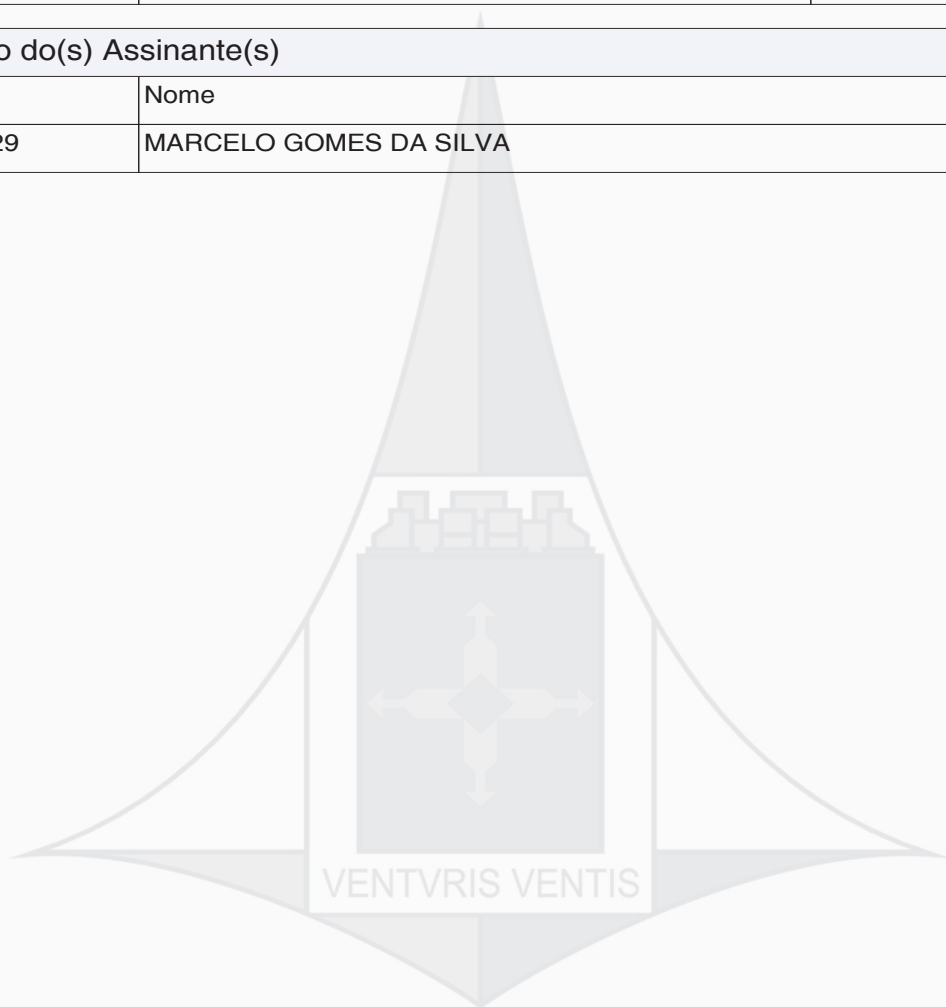 o do(s) Assinante(s)
Nome
29 MARCELO GOMES DA SILVA
VENTVRIS VENTIS